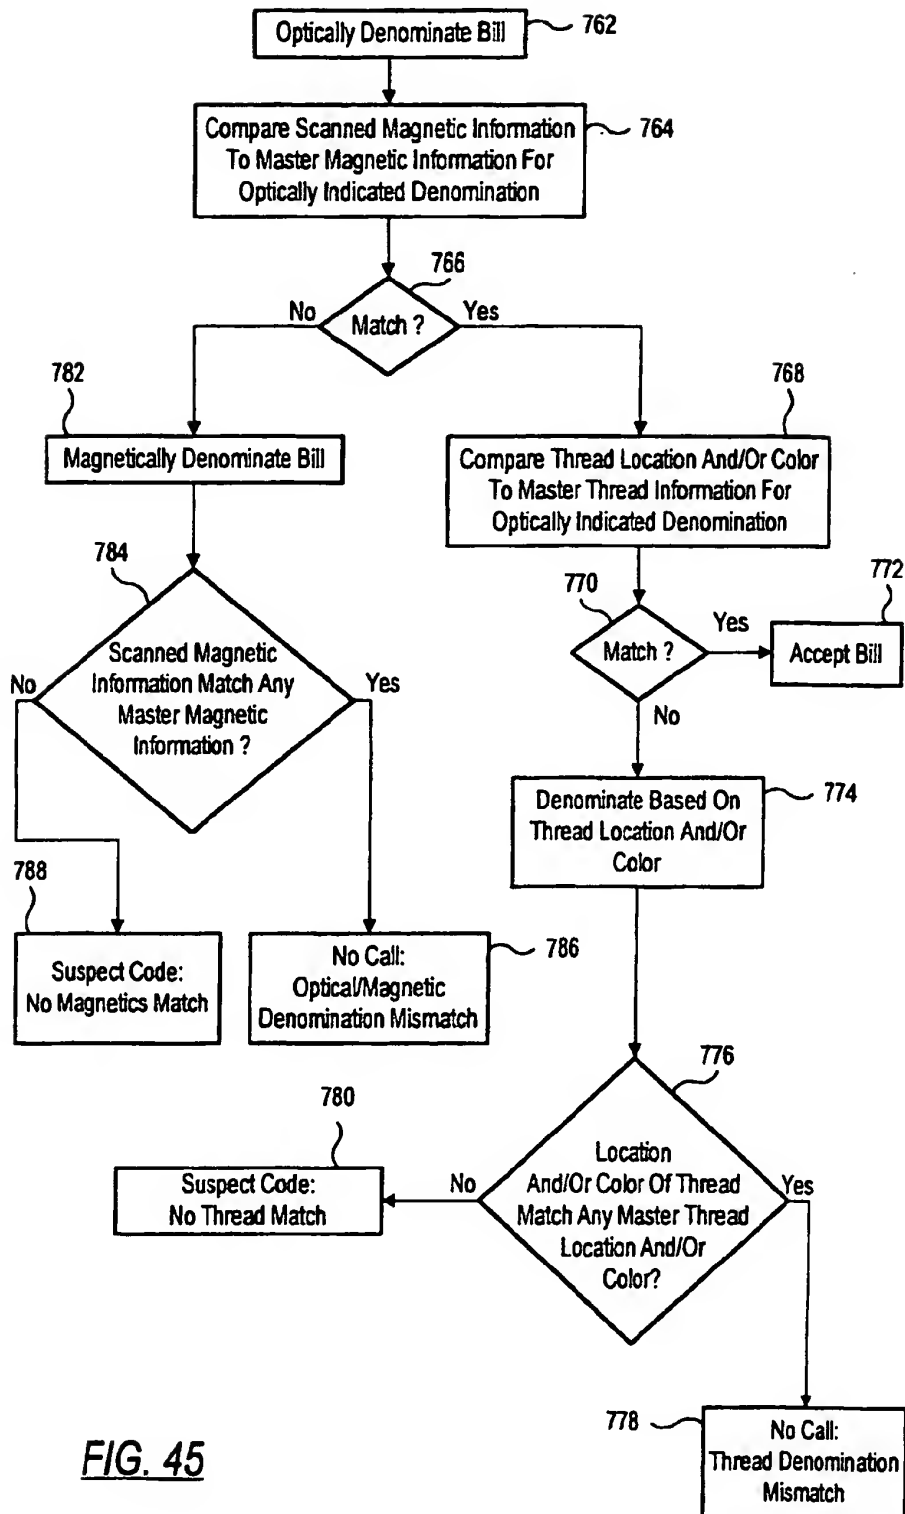 Optically Denominate Bill
762
Compare Scanned Magnetic Information
To Master Magnetic Information For
Optically Indicated Denomination
764
766
No
Match ?
Yes
782
Magnetically Denominate Bill
768
Compare Thread Location And/Or Color
To Master Thread Information For
Optically Indicated Denomination
784
No
Scanned Magnetic
Information Match Any
Master Magnetic
Information ?
Yes
770
Match ?
Yes
772
Accept Bill
No
Denominate Based On
Thread Location And/Or
Color
774
788
Suspect Code:
No Magnetics Match
No Call:
Optical/Magnetic
Denomination Mismatch
786
776
Location
And/Or Color Of Thread
Match Any Master Thread
Location And/Or
Color?
780
Suspect Code:
No Thread Match
No
Yes
778
No Call:
Thread Denomination
Mismatch
FIG. 45